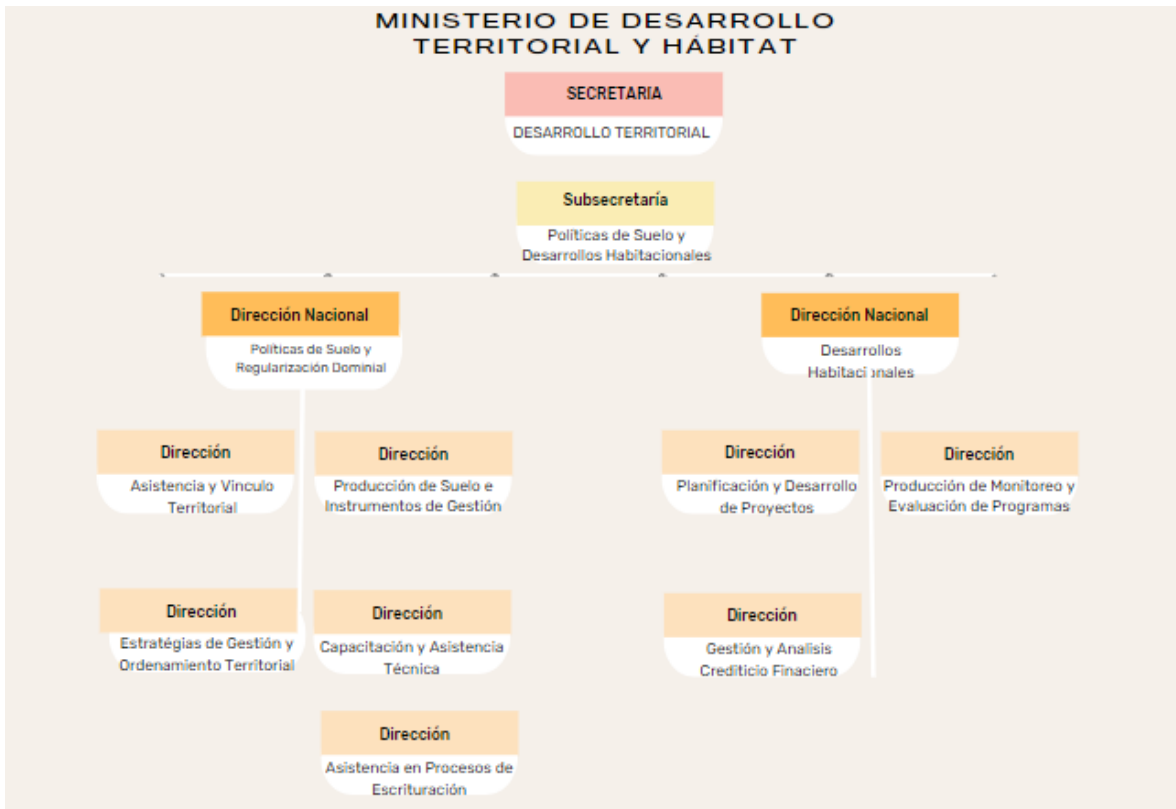 MINISTERIO DE DESARROLLO
TERRITORIAL Y HÁBITAT
SECRETARIA
DESARROLLO TERRITORIAL
Subsecretaría
Políticas de Suelo y
Desarrollos Habitacionales
Dirección Nacional
Políticas de Suelo y
Regularización Dominial
Dirección Nacional
Desarrollos
Habitacionales
Dirección
Asistencia y Vinculo
Territorial
Dirección
Producción de Suelo e
Instrumentos de Gestión
Dirección
Planificación y Desarrollo
de Proyectos
Dirección
Producción de Monitoreo y
Evaluación de Programas
Dirección
Estratégias de Gestión y
Ordenamiento Territorial
Dirección
Capacitación y Asistencia
Técnica
Dirección
Gestión y Analisis
Crediticio Finaciero
Dirección
Asistencia en Procesos de
Escrituración